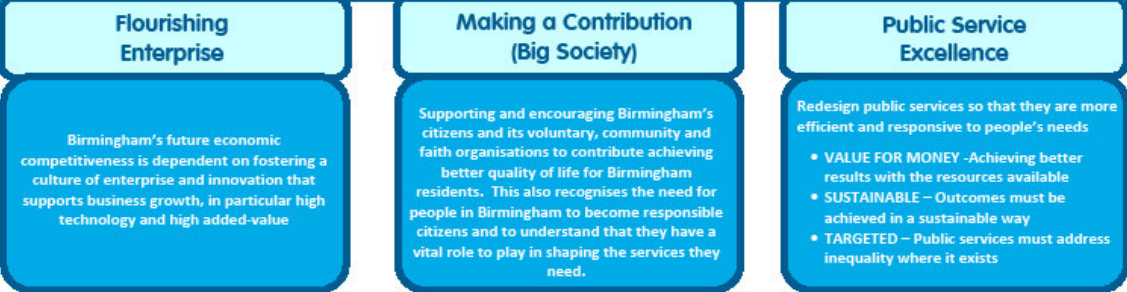 Flourishing
Enterprise
Birmingham's future economic
competitiveness is dependent on fostering a
culture of enterprise and innovation that
supports business growth, in particular high
technology and high added-value
Making a Contribution
(Big Society)
Supporting and encouraging Birmingham's
citizens and its voluntary, community and
faith organisations to contribute achieving
better quality of life for Birmingham
residents.  This also recognises the need for
people in Birmingham to become responsible
citizens and to understand that they have a
vital role to play in shaping the services they
need.
Public Service
Excellence
Redesign public services so that they are more
efficient and responsive to people's needs
• VALUE FOR MONEY -Achieving better
results with the resources available
• SUSTAINABLE – Outcomes must be
achieved in a sustainable way
• TARGETED – Public services must address
inequality where it exists